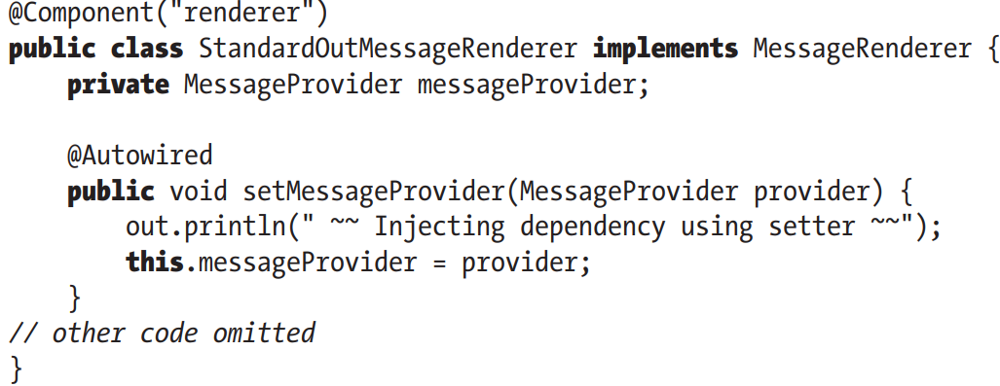 @Component("renderer")
public class StandardOutMessageRenderer implements MessageRenderer {
    private MessageProvider messageProvider;

    @Autowired
    public void setMessageProvider(MessageProvider provider) {
        out.println(" ~~ Injecting dependency using setter ~~");
        this.messageProvider = provider;
    }
// other code omitted
}